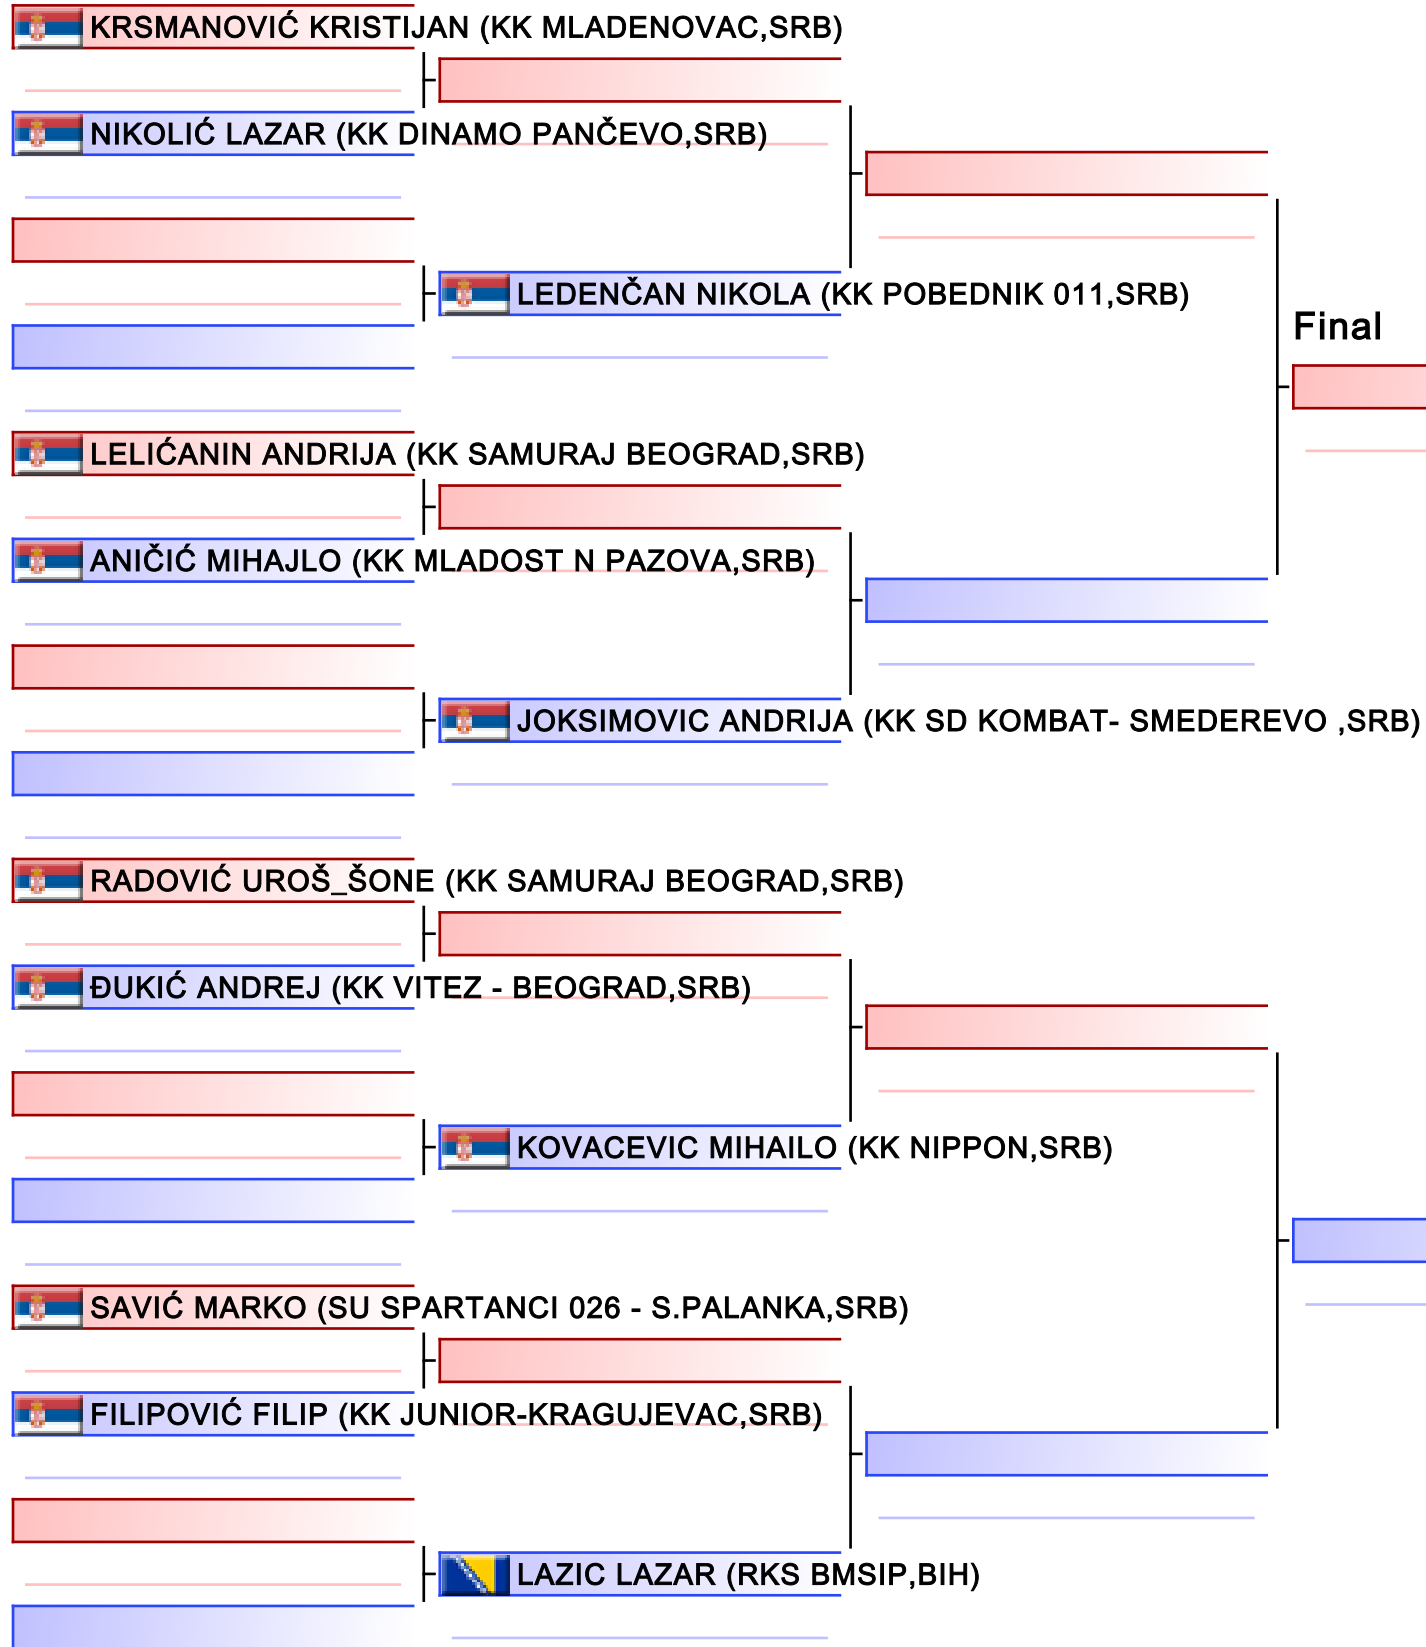 KRSMANOVIĆ KRISTIJAN (KK MLADENOVAC,SRB)
NIKOLIĆ LAZAR (KK DINAMO PANČEVO,SRB)
LEDENČAN NIKOLA (KK POBEDNIK 011,SRB)
Final
LELIĆANIN ANDRIJA (KK SAMURAJ BEOGRAD,SRB)
ANIČIĆ MIHAJLO (KK MLADOST N PAZOVA,SRB)
JOKSIMOVIC ANDRIJA (KK SD KOMBAT- SMEDEREVO ,SRB)
RADOVIĆ UROŠ_ŠONE (KK SAMURAJ BEOGRAD,SRB)
ĐUKIĆ ANDREJ (KK VITEZ - BEOGRAD,SRB)
KOVACEVIC MIHAILO (KK NIPPON,SRB)
SAVIĆ MARKO (SU SPARTANCI 026 - S.PALANKA,SRB)
FILIPOVIĆ FILIP (KK JUNIOR-KRAGUJEVAC,SRB)
LAZIC LAZAR (RKS BMSIP,BIH)